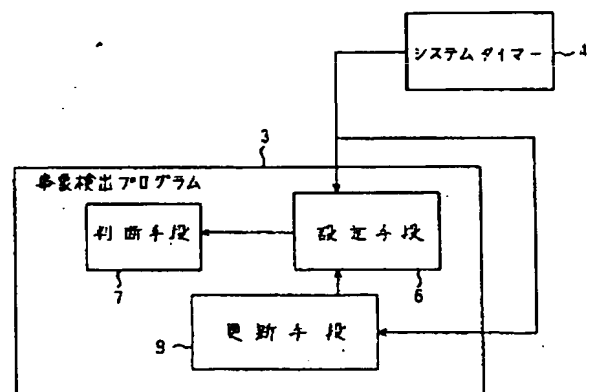 システムタイマー
4
3
事象検出プログラム
判断手段
設定手段
7
6
更新手段
9